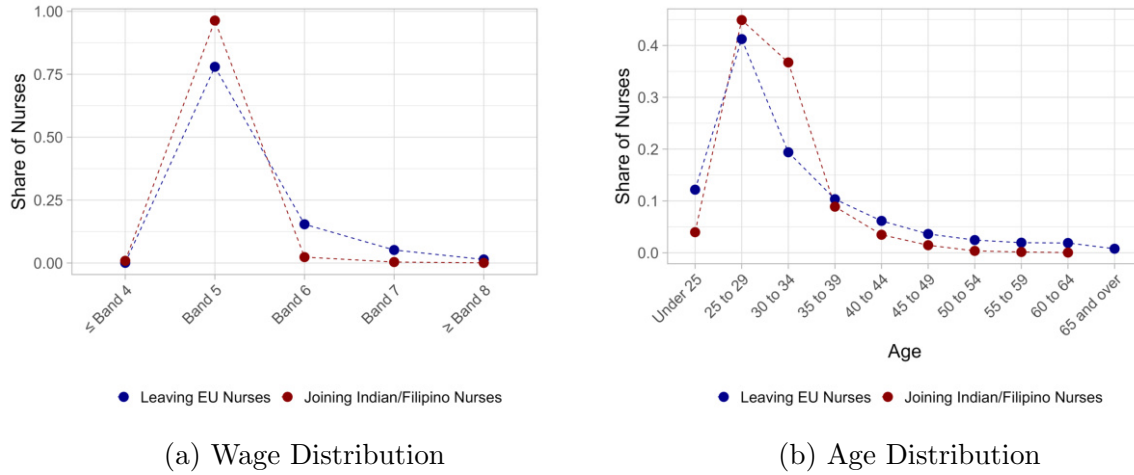 1.00
0.75
0.50
0.25
0.00
Share of Nurses
≤ Band 4
Band 5
Band 6
Band 7
≥ Band 8
Leaving EU Nurses Joining Indian/Filipino Nurses
(a) Wage Distribution
0.4
0.3
0.2
0.1
0.0
Share of Nurses
Under 25
25 to 29
30 to 34
35 to 39
40 to 44
45 to 49
50 to 54
55 to 59
60 to 64
65 and over
Age
Leaving EU Nurses Joining Indian/Filipino Nurses
(b) Age Distribution